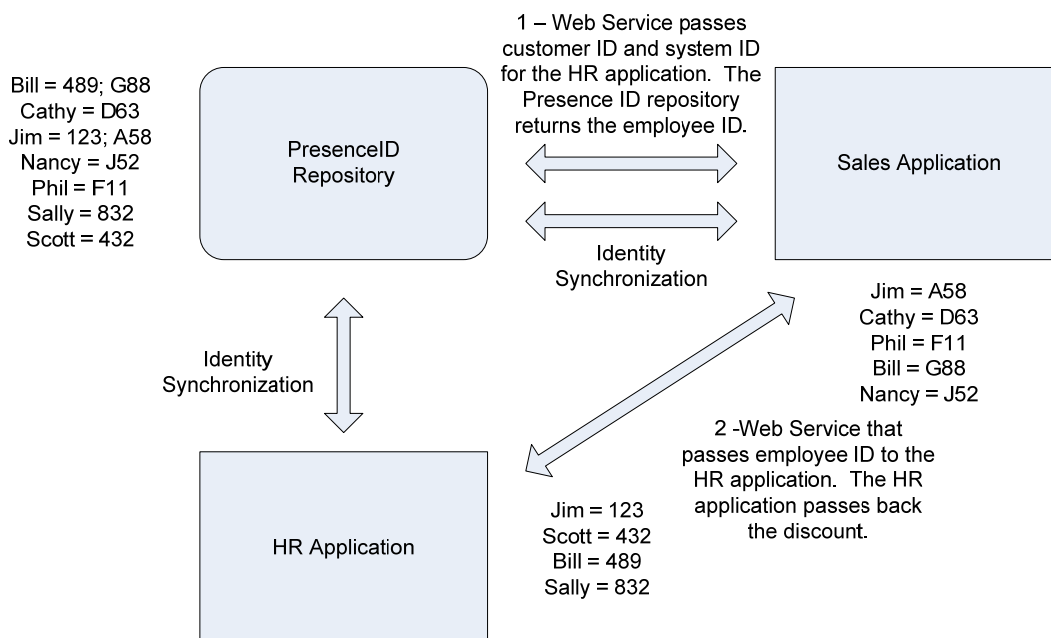 1 – Web Service passes
customer ID and system ID
for the HR application. The
Presence ID repository
returns the employee ID.
Bill = 489; G88
Cathy = D63
Jim = 123; A58
Nancy = J52
Phil = F11
Sally = 832
Scott = 432
PresenceID
Repository
Sales Application
Identity
Synchronization
Jim = A58
Cathy = D63
Phil = F11
Bill = G88
Nancy = J52
Identity
Synchronization
2 -Web Service that
passes employee ID to the
HR application. The HR
application passes back
the discount.
HR Application
Jim = 123
Scott = 432
Bill = 489
Sally = 832